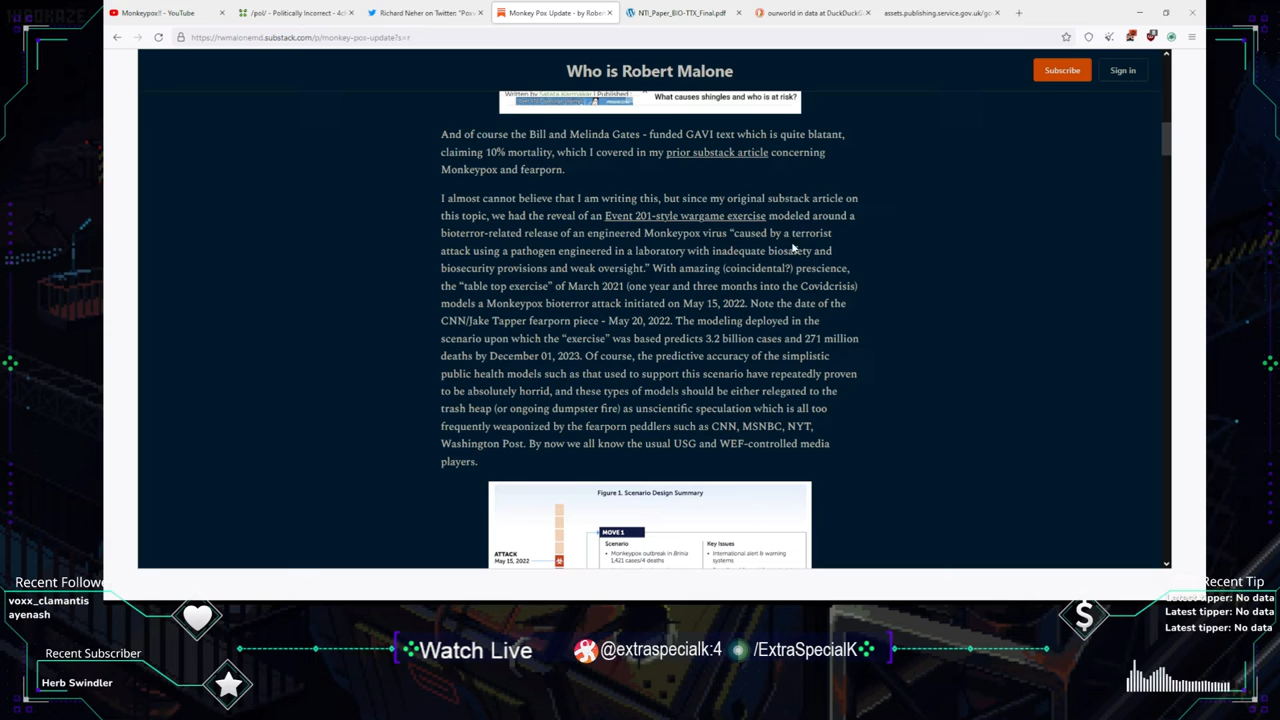 Monkeypox!! - YouTube
/pol/ - Politically Incorrect - 4c
Richard Neher on Twitter: "Pre
Monkey Pox Update - by Rober
NTI_Paper_BIO-TTX_Final.pdf
ourworld in data at DuckDuckG
assets.publishing.service.gov.uk/go
https://rwmalonemd.substack.com/p/monkey-pos-update?s=r
Who is Robert Malone
Subscribe
Sign in
Written by Satata Karmakar | Published :
What causes shingles and who is at risk?
And of course the Bill and Melinda Gates - funded GAVI text which is quite blatant,
claiming 10% mortality, which I covered in my prior substack article concerning
Monkeypox and fearporn.
I almost cannot believe that I am writing this, but since my original substack article on
this topic, we had the reveal of an Event 201-style wargame exercise modeled around a
bioterror-related release of an engineered Monkeypox virus “caused by a terrorist
attack using a pathogen engineered in a laboratory with inadequate biosafety and
biosecurity provisions and weak oversight.” With amazing (coincidental?) prescience,
the “table top exercise” of March 2021 (one year and three months into the Covidcrisis)
models a Monkeypox bioterror attack initiated on May 15, 2022. Note the date of the
CNN/Jake Tapper fearporn piece - May 20, 2022. The modeling deployed in the
scenario upon which the “exercise” was based predicts 3.2 billion cases and 271 million
deaths by December 01, 2023. Of course, the predictive accuracy of the simplistic
public health models such as that used to support this scenario have repeatedly proven
to be absolutely horrid, and these types of models should be either relegated to the
trash heap (or ongoing dumpster fire) as unscientific speculation which is all too
frequently weaponized by the fearporn peddlers such as CNN, MSNBC, NYT,
Washington Post. By now we all know the usual USG and WEF-controlled media
players.
Figure 1. Scenario Design Summary
MOVE 1
Scenario
Key Issues
ATTACK
May 15, 2022
• Monkeypox outbreak in Brinia
1,421 cases/4 deaths
• International alert & warning
systems
Recent Followe
voxx_clamantis
ayenash
Recent Subscriber
Herb Swindler
Watch Live
@extraspecialk:4
/ExtraSpecialK
Recent Tip
Latest tipper: No data
Latest tipper: No data
Latest tipper: No data